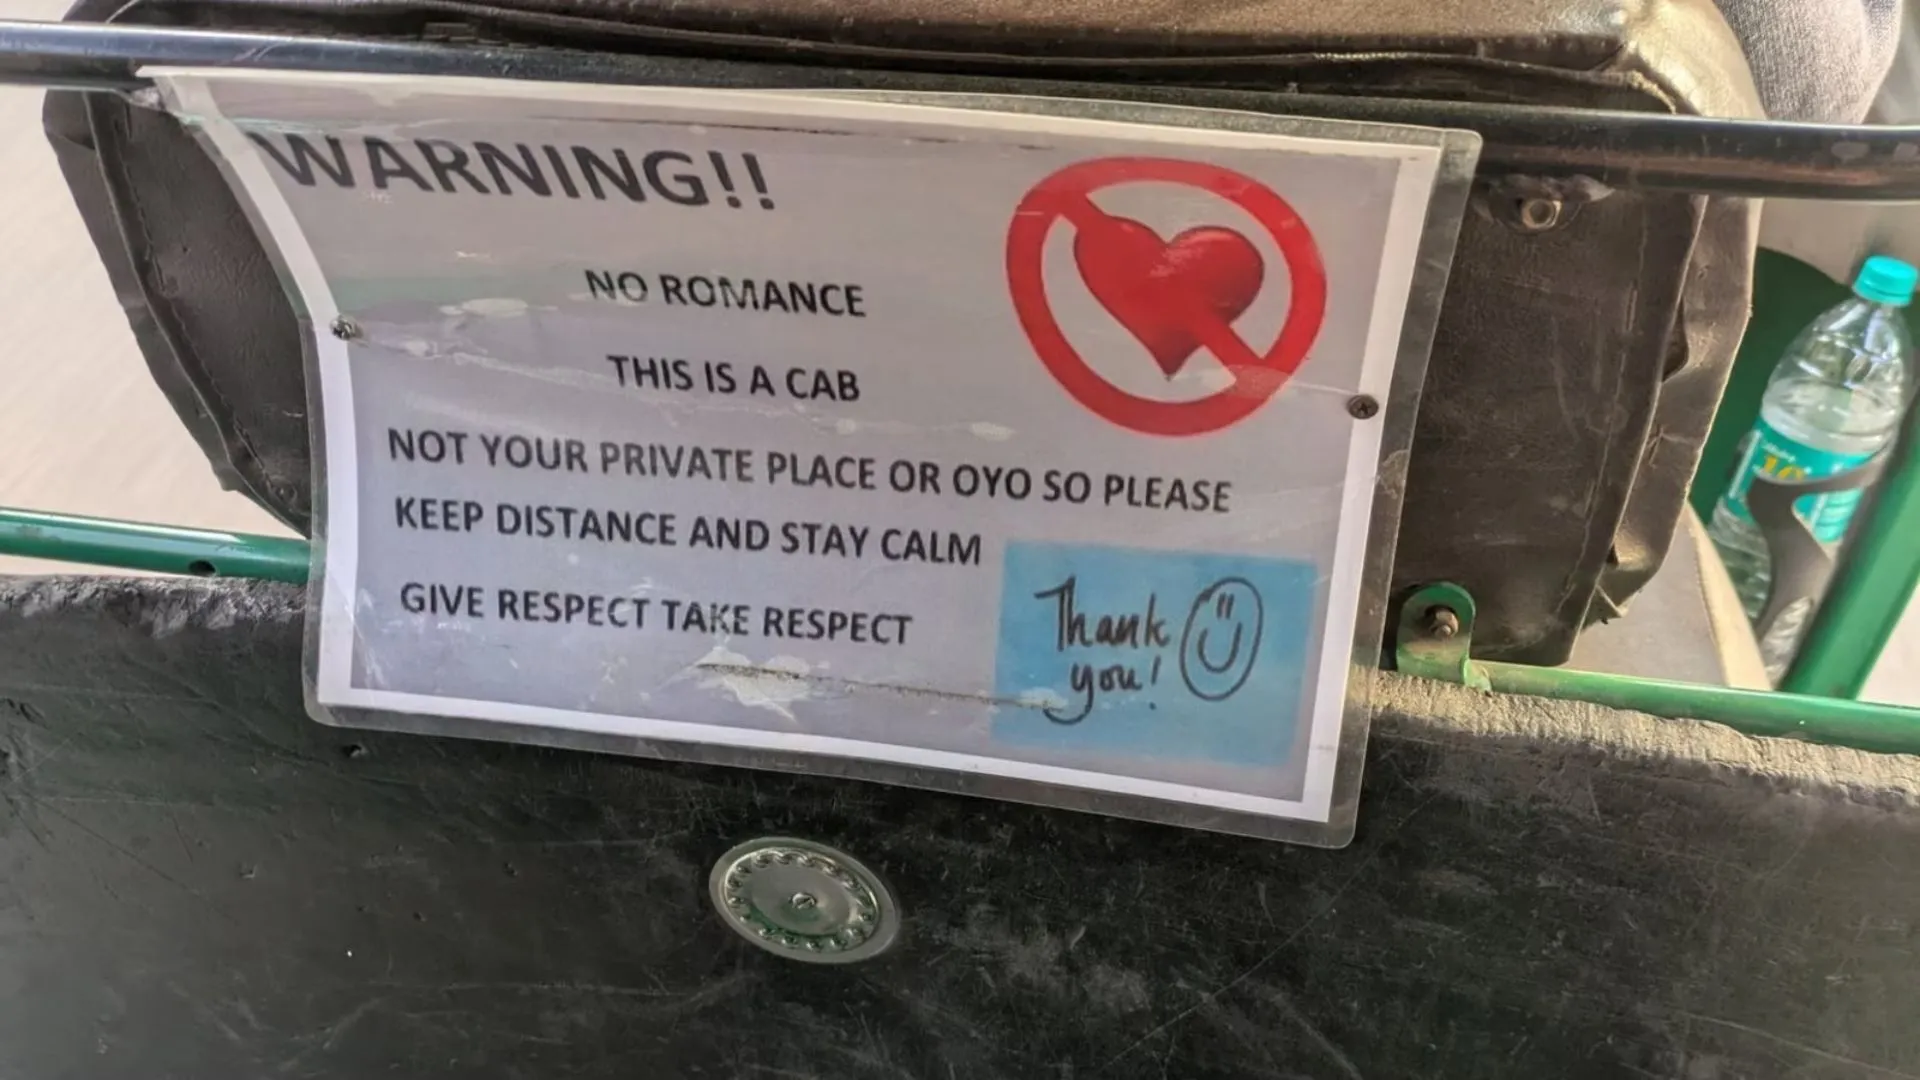 WARNING!!
NO ROMANCE
THIS IS A CAB
NOT YOUR PRIVATE PLACE OR OYO SO PLEASE
KEEP DISTANCE AND STAY CALM
GIVE RESPECT TAKE RESPECT
Thank
you!